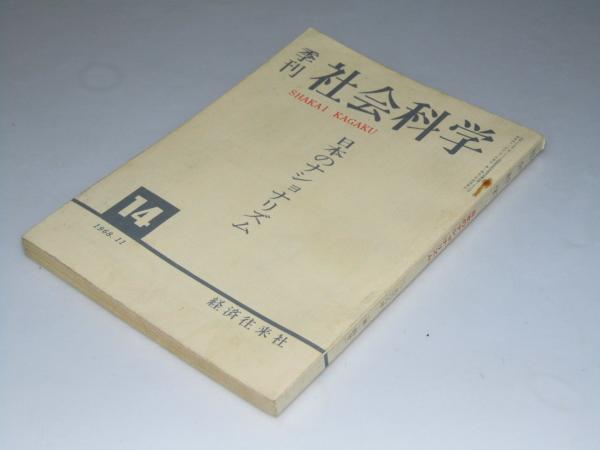 季刊 社会科学
SHAKAI KAGAKU
日本のナショナリズム
14
1968. 11
経済往来社